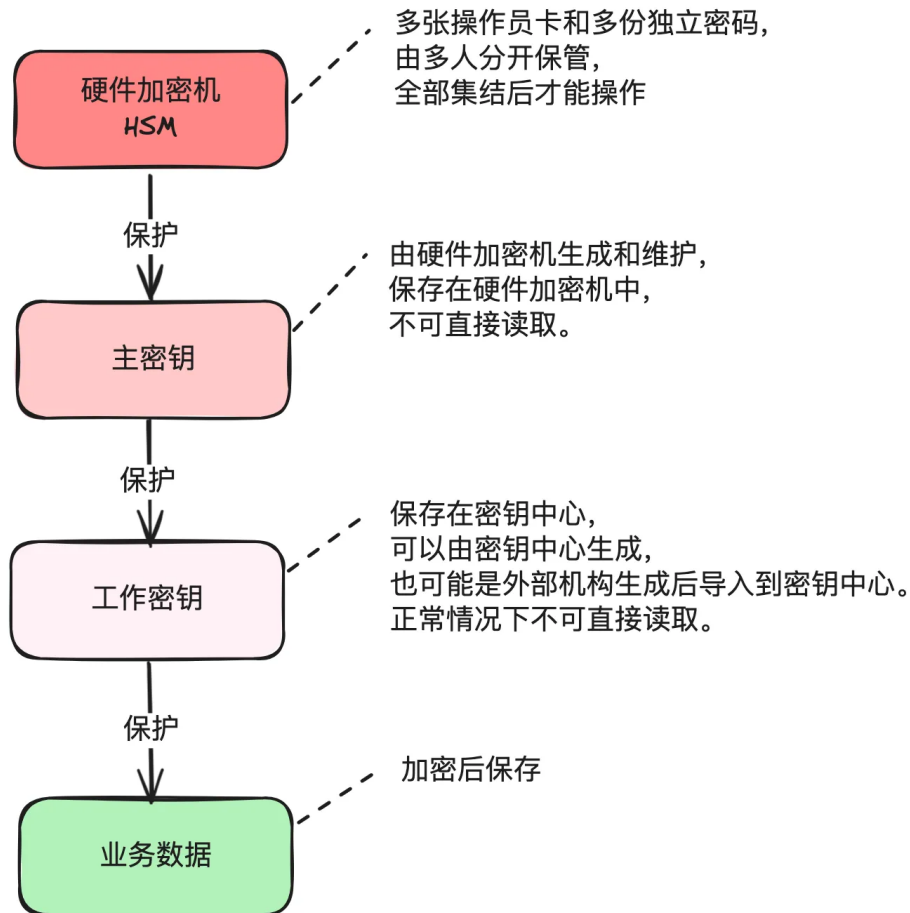 硬件加密机
HSM
多张操作员卡和多份独立密码，
由多人分开保管，
全部集结后才能操作
保护
主密钥
由硬件加密机生成和维护，
保存在硬件加密机中，
不可直接读取。
保护
工作密钥
保存在密钥中心，
可以由密钥中心生成，
也可能是外部机构生成后导入到密钥中心。
正常情况下不可直接读取。
保护
业务数据
加密后保存